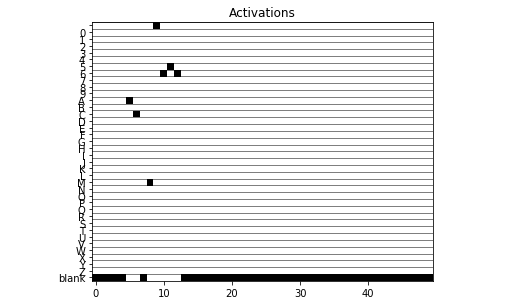 Activations
0
1
2
3
4
5
6
7
8
9
A
B
C
D
E
F
G
H
I
J
K
L
M
N
O
P
Q
R
S
T
U
V
W
X
Y
Z
blank
0 10 20 30 40